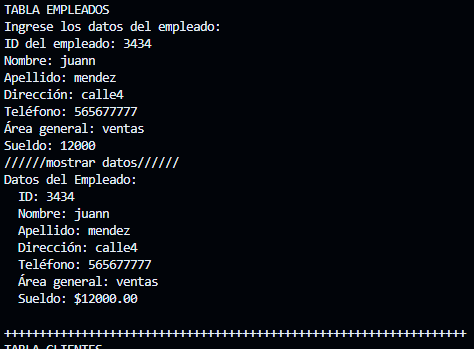 TABLA EMPLEADOS
Ingrese los datos del empleado:
ID del empleado: 3434
Nombre: juann
Apellido: mendez
Dirección: calle4
Teléfono: 565677777
Área general: ventas
Sueldo: 12000
//////mostrar datos//////
Datos del Empleado:
  ID: 3434
  Nombre: juann
  Apellido: mendez
  Dirección: calle4
  Teléfono: 565677777
  Área general: ventas
  Sueldo: $12000.00

++++++++++++++++++++++++++++++++++++++++++++++++++++++++++++++++++
TABLA CLIENTES